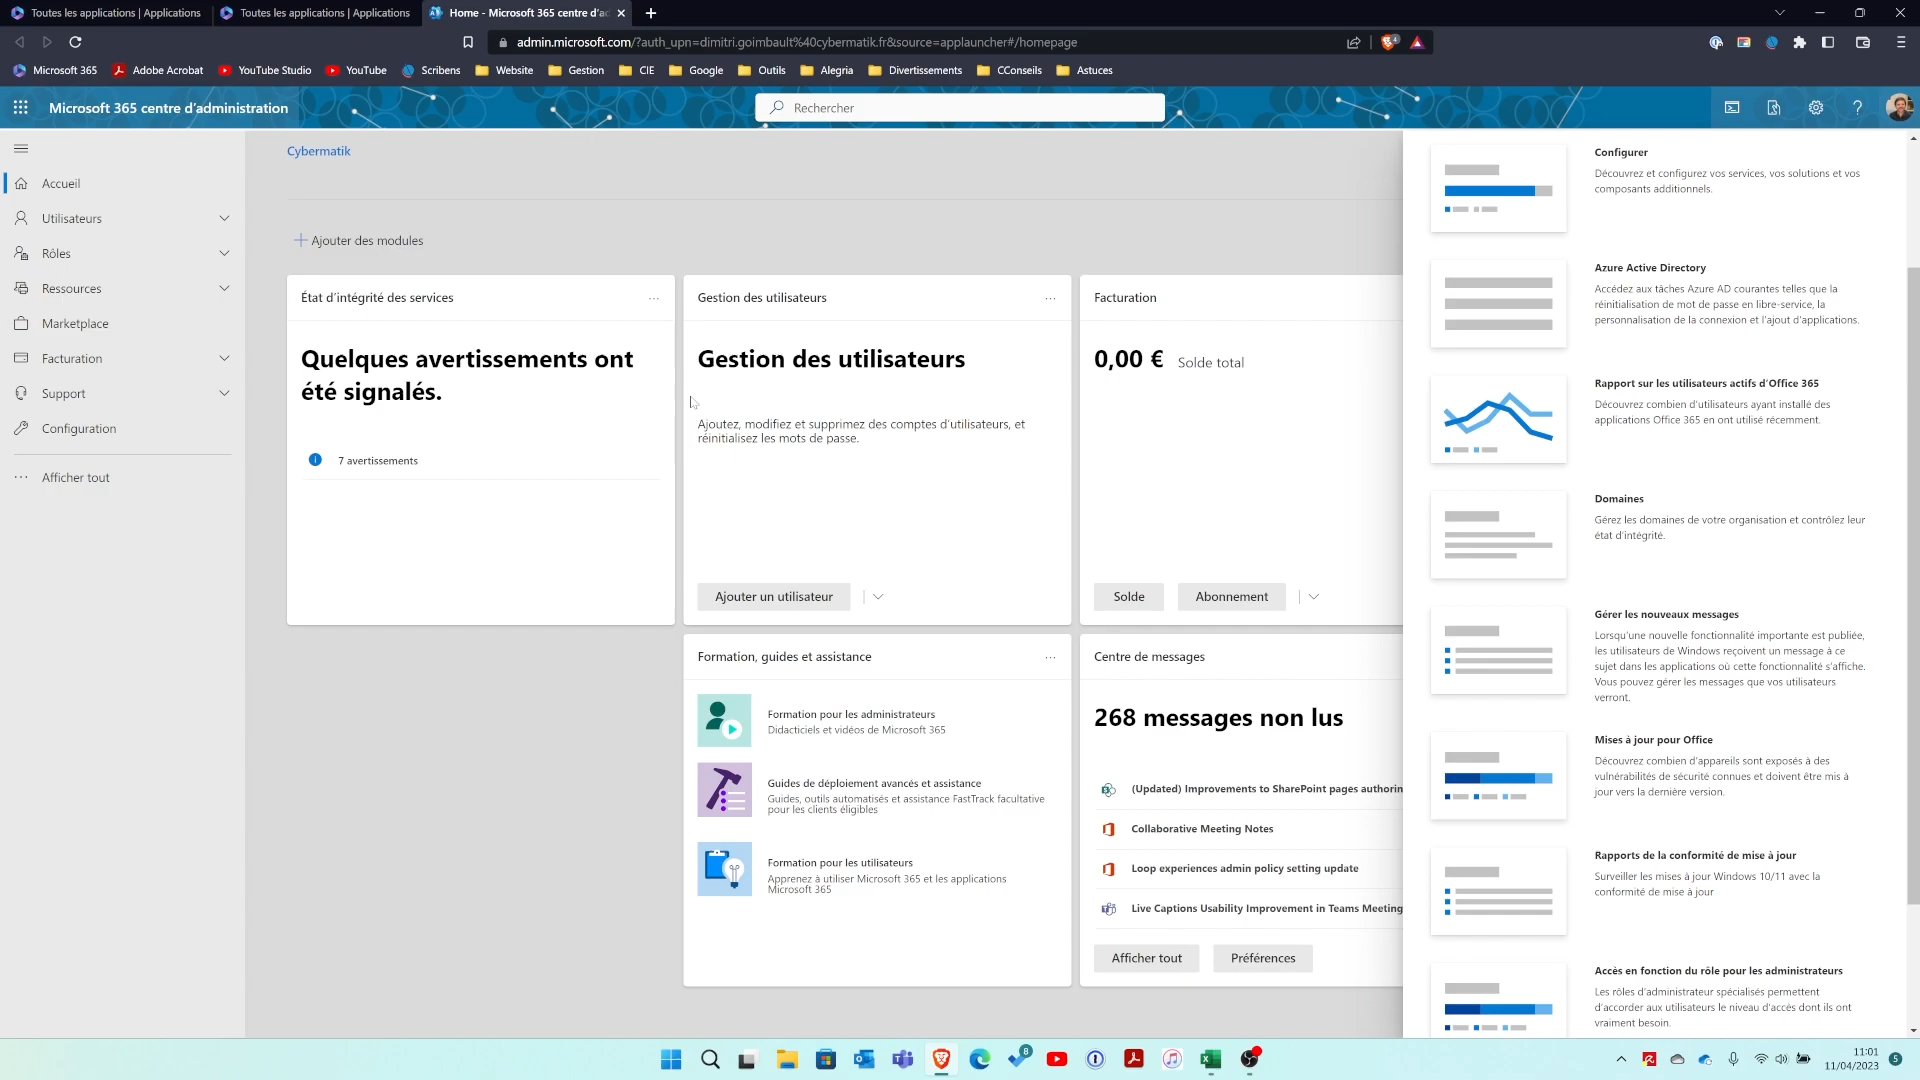 Toutes les applications | Applications
Toutes les applications | Applications
Home - Microsoft 365 centre d'a
admin.microsoft.com/?auth_upn=dimitri.goimbault%40cybermatik.fr&source=applauncher#/homepage
Microsoft 365
Adobe Acrobat
YouTube Studio
YouTube
Scribens
Website
Gestion
CIE
Google
Outils
Alegria
Divertissements
CConseils
Astuces
Microsoft 365 centre d'administration
Rechercher
Accueil
Utilisateurs
Rôles
Ressources
Marketplace
Facturation
Support
Configuration
Afficher tout
Cybermatik
Ajouter des modules
État d'intégrité des services
Quelques avertissements ont
été signalés.
7 avertissements
Gestion des utilisateurs
Gestion des utilisateurs
Ajoutez, modifiez et supprimez des comptes d'utilisateurs, et
réinitialisez les mots de passe.
Ajouter un utilisateur
Facturation
0,00 € Solde total
Solde
Abonnement
Formation, guides et assistance
Formation pour les administrateurs
Didacticiels et vidéos de Microsoft 365
Guides de déploiement avancés et assistance
Guides, outils automatisés et assistance FastTrack facultative
pour les clients éligibles
Formation pour les utilisateurs
Apprenez à utiliser Microsoft 365 et les applications
Microsoft 365
Centre de messages
268 messages non lus
(Updated) Improvements to SharePoint pages authorin
Collaborative Meeting Notes
Loop experiences admin policy setting update
Live Captions Usability Improvement in Teams Meeting
Afficher tout
Préférences
Configurer
Découvrez et configurez vos services, vos solutions et vos
composants additionnels.
Azure Active Directory
Accédez aux tâches Azure AD courantes telles que la
réinitialisation de mot de passe en libre-service, la
personnalisation de la connexion et l'ajout d'applications.
Rapport sur les utilisateurs actifs d'Office 365
Découvrez combien d'utilisateurs ayant installé des
applications Office 365 en ont utilisé récemment.
Domaines
Gérez les domaines de votre organisation et contrôlez leur
état d'intégrité.
Gérer les nouveaux messages
Lorsqu'une nouvelle fonctionnalité importante est publiée,
les utilisateurs de Windows reçoivent un message à ce
sujet dans les applications où cette fonctionnalité s'affiche.
Vous pouvez gérer les messages que vos utilisateurs
verront.
Mises à jour pour Office
Découvrez combien d'appareils sont exposés à des
vulnérabilités de sécurité connues et doivent être mis à
jour vers la dernière version.
Rapports de la conformité de mise à jour
Surveiller les mises à jour Windows 10/11 avec la
conformité de mise à jour
Accès en fonction du rôle pour les administrateurs
Les rôles d'administrateur spécialisés permettent
d'accorder aux utilisateurs le niveau d'accès dont ils ont
vraiment besoin.
8
11:01
11/04/2023
5